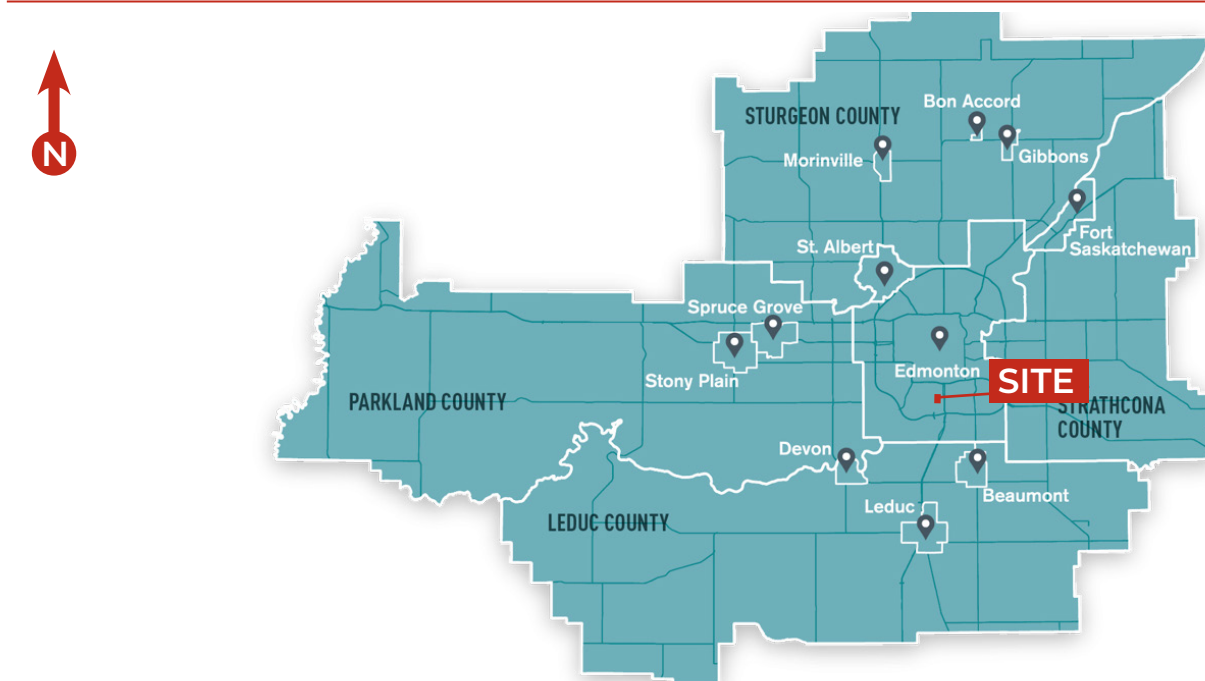 N
Bon Accord
STURGEON COUNTY
Morinville
Gibbons
Fort
Saskatchewan
St. Albert
Spruce Grove
Stony Plain
Edmonton
SITE
PARKLAND COUNTY
STRATHCONA
COUNTY
Devon
Beaumont
Leduc
LEDUC COUNTY